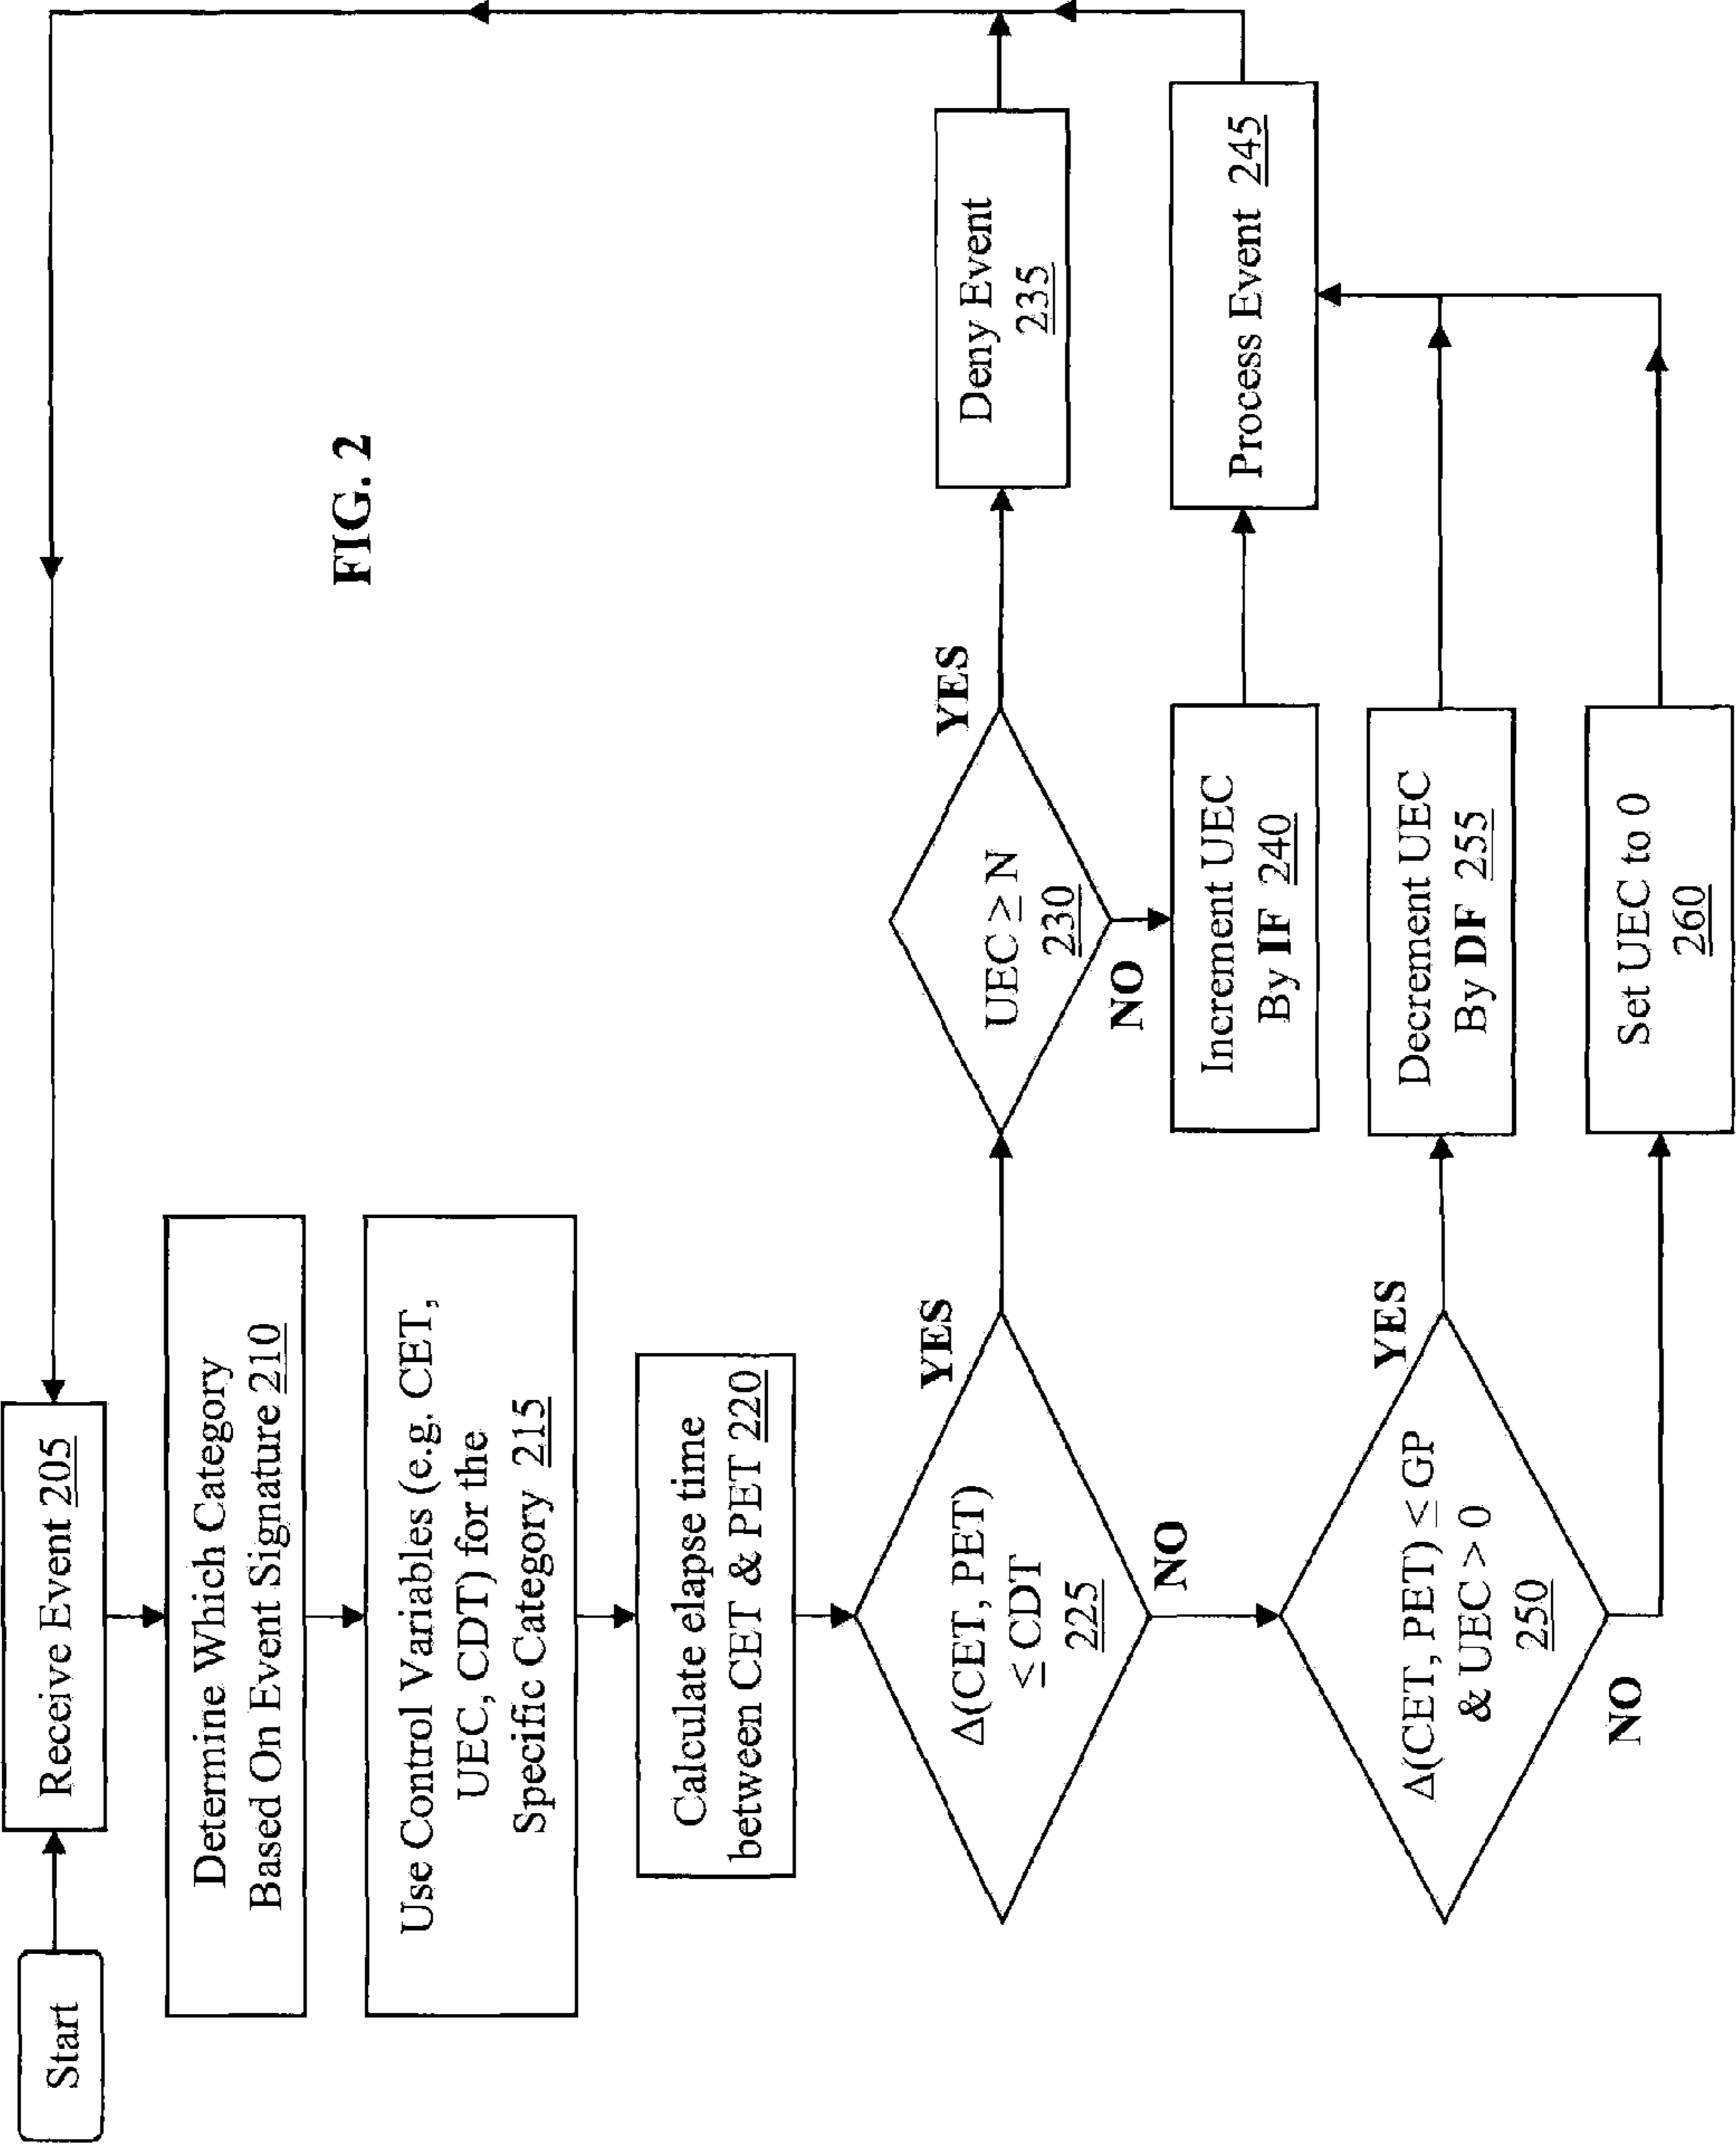 Start
Receive Event 205
Determine Which Category
Based On Event Signature 210
Use Control Variables (e.g. CET,
UEC, CDT) for the
Specific Category 215
Calculate elapse time
between CET & PET 220
Δ(CET, PET)
≤ CDT
225
YES
NO
UEC ≥ N
230
YES
NO
Deny Event
235
Increment UEC
By IF 240
Process Event 245
Δ(CET, PET) ≤ GP
& UEC > 0
250
YES
NO
Decrement UEC
By DF 255
Set UEC to 0
260
FIG. 2